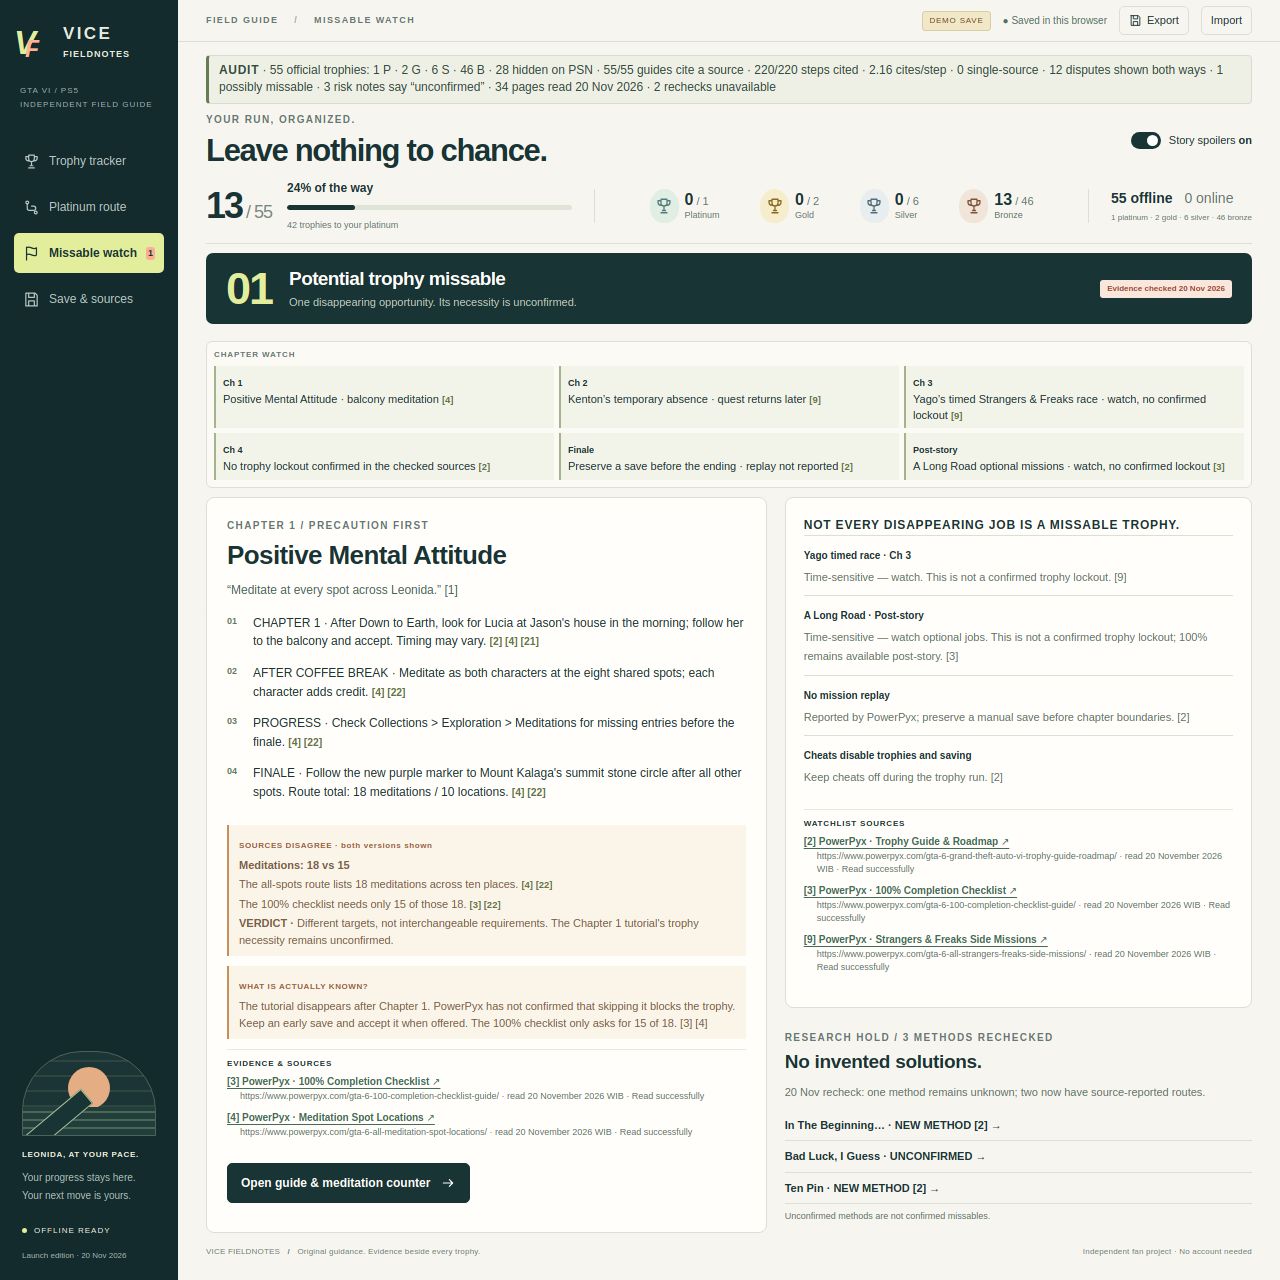 VF
VICE
FIELDNOTES
GTA VI / PS5
INDEPENDENT FIELD GUIDE
Trophy tracker
Platinum route
Missable watch 1
Save & sources
LEONIDA, AT YOUR PACE.
Your progress stays here.
Your next move is yours.
OFFLINE READY
Launch edition · 20 Nov 2026
FIELD GUIDE / MISSABLE WATCH
DEMO SAVE
● Saved in this browser
Export
Import
AUDIT · 55 official trophies: 1 P · 2 G · 6 S · 46 B · 28 hidden on PSN · 55/55 guides cite a source · 220/220 steps cited · 2.16 cites/step · 0 single-source · 12 disputes shown both ways · 1
possibly missable · 3 risk notes say “unconfirmed” · 34 pages read 20 Nov 2026 · 2 rechecks unavailable
YOUR RUN, ORGANIZED.
Leave nothing to chance.
Story spoilers on
13 / 55
24% of the way
42 trophies to your platinum
0 / 1
Platinum
0 / 2
Gold
0 / 6
Silver
13 / 46
Bronze
55 offline 0 online
1 platinum · 2 gold · 6 silver · 46 bronze
01
Potential trophy missable
One disappearing opportunity. Its necessity is unconfirmed.
Evidence checked 20 Nov 2026
CHAPTER WATCH
Ch 1
Positive Mental Attitude · balcony meditation [4]
Ch 2
Kenton’s temporary absence · quest returns later [9]
Ch 3
Yago’s timed Strangers & Freaks race · watch, no confirmed
lockout [9]
Ch 4
No trophy lockout confirmed in the checked sources [2]
Finale
Preserve a save before the ending · replay not reported [2]
Post-story
A Long Road optional missions · watch, no confirmed lockout [3]
CHAPTER 1 / PRECAUTION FIRST
Positive Mental Attitude
“Meditate at every spot across Leonida.” [1]
01 CHAPTER 1 · After Down to Earth, look for Lucia at Jason's house in the morning; follow her
to the balcony and accept. Timing may vary. [2] [4] [21]
02 AFTER COFFEE BREAK · Meditate as both characters at the eight shared spots; each
character adds credit. [4] [22]
03 PROGRESS · Check Collections > Exploration > Meditations for missing entries before the
finale. [4] [22]
04 FINALE · Follow the new purple marker to Mount Kalaga's summit stone circle after all other
spots. Route total: 18 meditations / 10 locations. [4] [22]
SOURCES DISAGREE · both versions shown
Meditations: 18 vs 15
The all-spots route lists 18 meditations across ten places. [4] [22]
The 100% checklist needs only 15 of those 18. [3] [22]
VERDICT · Different targets, not interchangeable requirements. The Chapter 1 tutorial's trophy
necessity remains unconfirmed.
WHAT IS ACTUALLY KNOWN?
The tutorial disappears after Chapter 1. PowerPyx has not confirmed that skipping it blocks the trophy.
Keep an early save and accept it when offered. The 100% checklist only asks for 15 of 18. [3] [4]
EVIDENCE & SOURCES
[3] PowerPyx · 100% Completion Checklist ↗
https://www.powerpyx.com/gta-6-100-completion-checklist-guide/ · read 20 November 2026 WIB · Read successfully
[4] PowerPyx · Meditation Spot Locations ↗
https://www.powerpyx.com/gta-6-all-meditation-spot-locations/ · read 20 November 2026 WIB · Read successfully
Open guide & meditation counter →
NOT EVERY DISAPPEARING JOB IS A MISSABLE TROPHY.
Yago timed race · Ch 3
Time-sensitive — watch. This is not a confirmed trophy lockout. [9]
A Long Road · Post-story
Time-sensitive — watch optional jobs. This is not a confirmed trophy lockout; 100%
remains available post-story. [3]
No mission replay
Reported by PowerPyx; preserve a manual save before chapter boundaries. [2]
Cheats disable trophies and saving
Keep cheats off during the trophy run. [2]
WATCHLIST SOURCES
[2] PowerPyx · Trophy Guide & Roadmap ↗
https://www.powerpyx.com/gta-6-grand-theft-auto-vi-trophy-guide-roadmap/ · read 20 November 2026
WIB · Read successfully
[3] PowerPyx · 100% Completion Checklist ↗
https://www.powerpyx.com/gta-6-100-completion-checklist-guide/ · read 20 November 2026 WIB · Read
successfully
[9] PowerPyx · Strangers & Freaks Side Missions ↗
https://www.powerpyx.com/gta-6-all-strangers-freaks-side-missions/ · read 20 November 2026 WIB ·
Read successfully
RESEARCH HOLD / 3 METHODS RECHECKED
No invented solutions.
20 Nov recheck: one method remains unknown; two now have source-reported routes.
In The Beginning… · NEW METHOD [2] →
Bad Luck, I Guess · UNCONFIRMED →
Ten Pin · NEW METHOD [2] →
Unconfirmed methods are not confirmed missables.
VICE FIELDNOTES / Original guidance. Evidence beside every trophy.
Independent fan project · No account needed